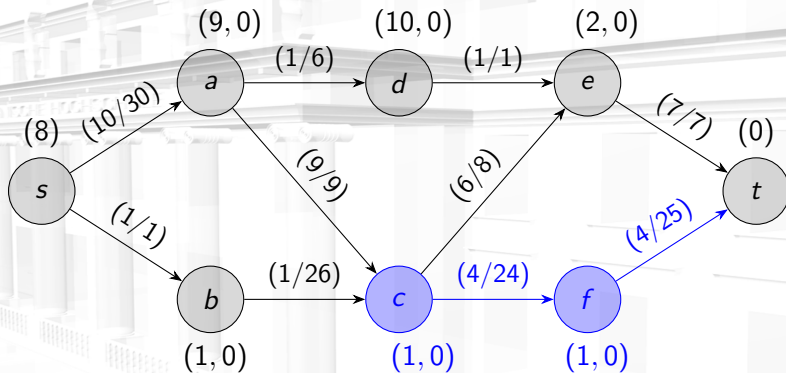 (9, 0) (10, 0) (2, 0)
a (1/6) d (1/1) e
(8) (10/30) (7/7) (0)
s (9/9) (6/8) t
(1/1) (4/25)
b (1/26) c (4/24) f
(1, 0) (1, 0) (1, 0)